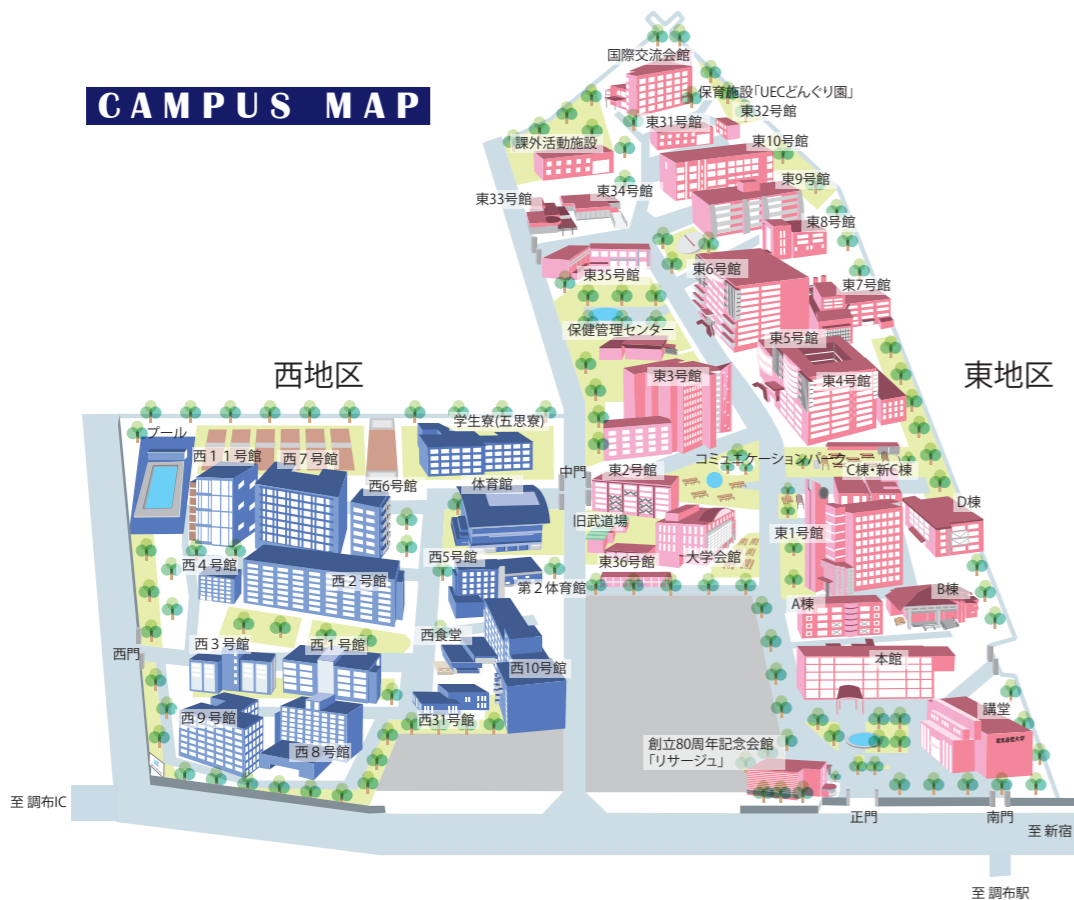 CAMPUS MAP
国際交流会館
保育施設「UECどんぐり園」
東32号館
東31号館
東10号館
課外活動施設
東9号館
東34号館
東33号館
東8号館
東35号館
東6号館
東7号館
保健管理センター
東5号館
東3号館
東4号館
西地区
東地区
学生寮(五思寮)
プール
西11号館
西7号館
コミュニケーションパーク
C棟・新C棟
中門
東2号館
西6号館
体育館
D棟
旧武道場
東1号館
東36号館
大学会館
西5号館
西4号館
西2号館
第2体育館
A棟
B棟
西食堂
西3号館
西1号館
西門
西10号館
本館
西31号館
講堂
電気通信大学
西9号館
西8号館
創立80周年記念会館
「リサージュ」
至 調布IC
正門
南門
至 新宿
至 調布駅